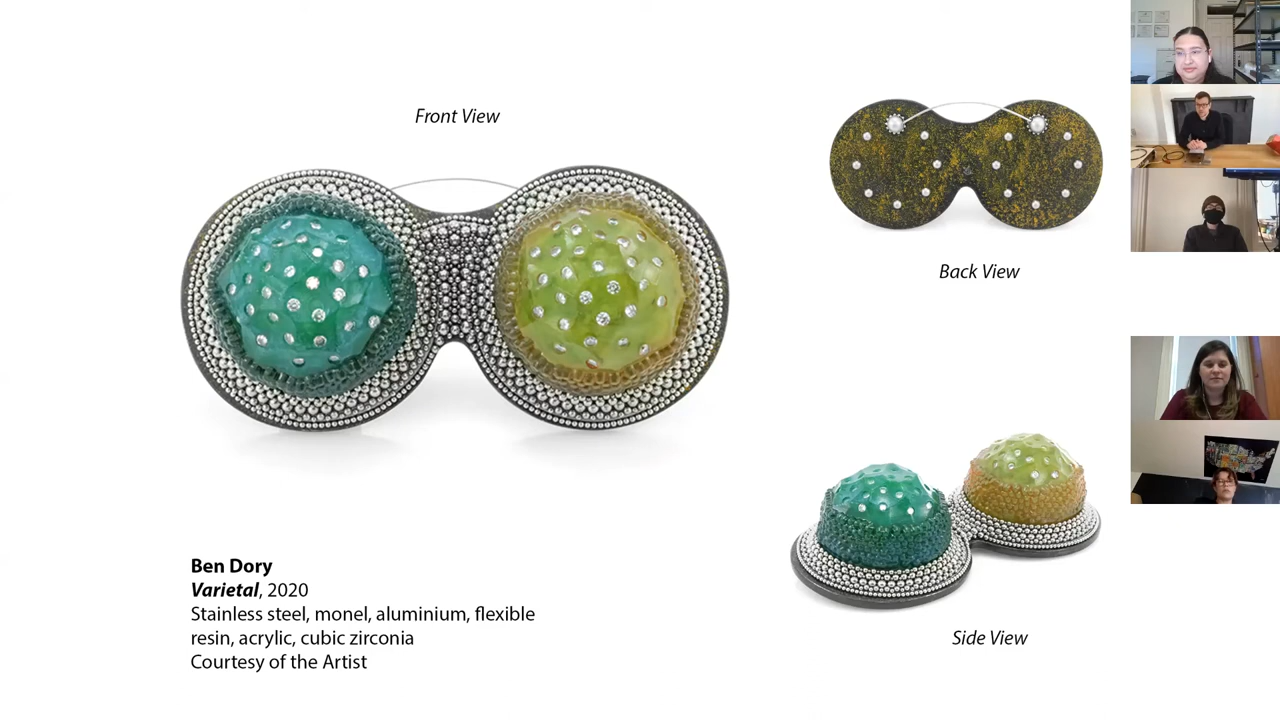 Front View
Back View
Ben Dory
Varietal, 2020
Stainless steel, monel, aluminium, flexible
resin, acrylic, cubic zirconia
Courtesy of the Artist
Side View